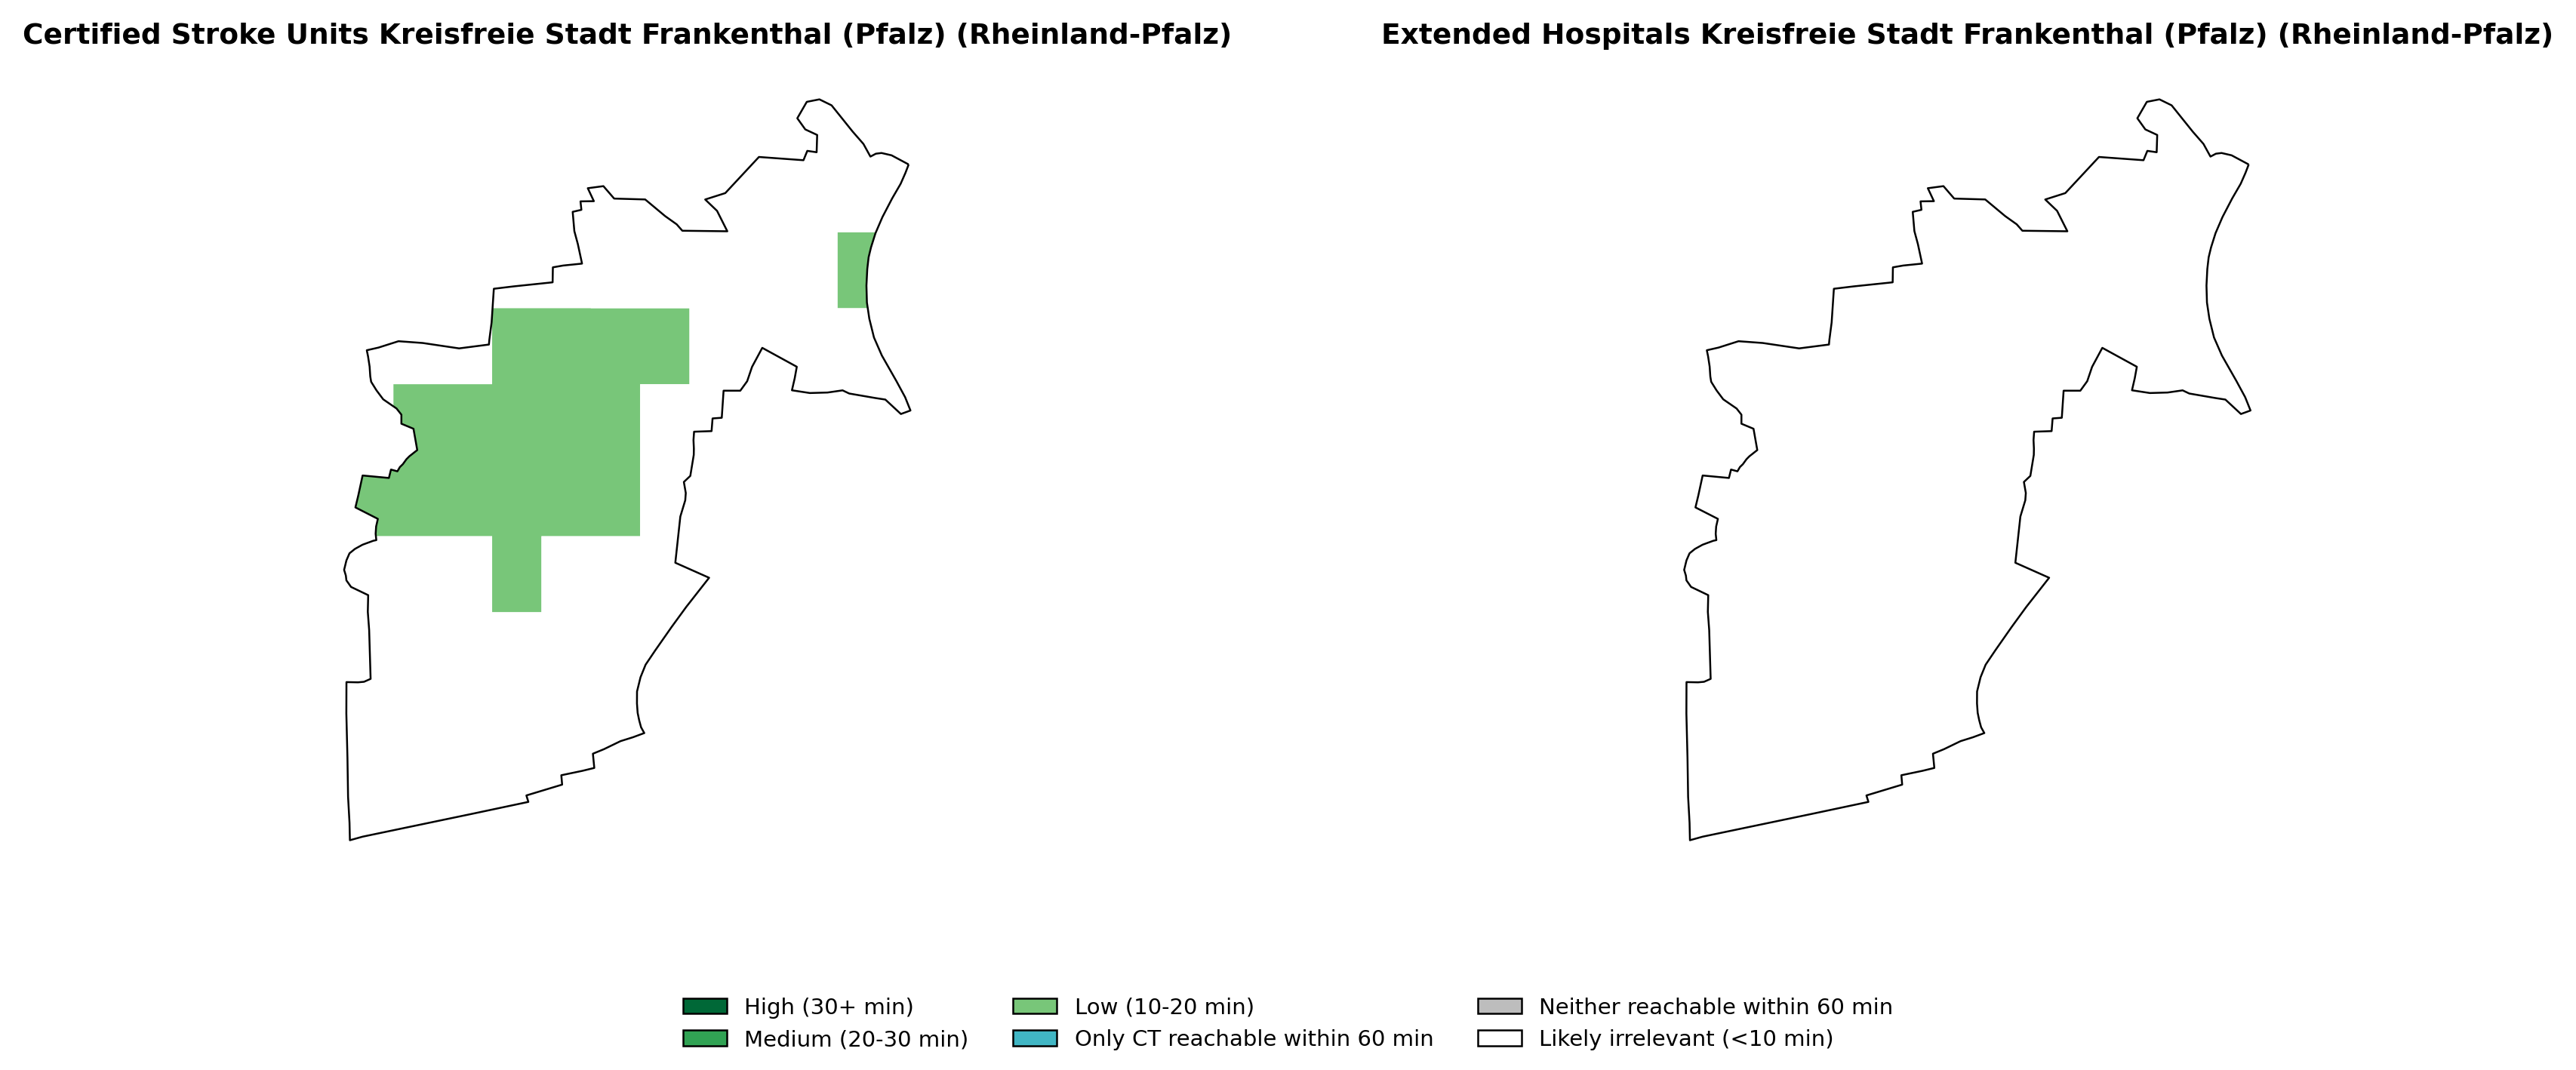 Certified Stroke Units Kreisfreie Stadt Frankenthal (Pfalz) (Rheinland-Pfalz)
Extended Hospitals Kreisfreie Stadt Frankenthal (Pfalz) (Rheinland-Pfalz)
High (30+ min)
Medium (20-30 min)
Low (10-20 min)
Only CT reachable within 60 min
Neither reachable within 60 min
Likely irrelevant (<10 min)